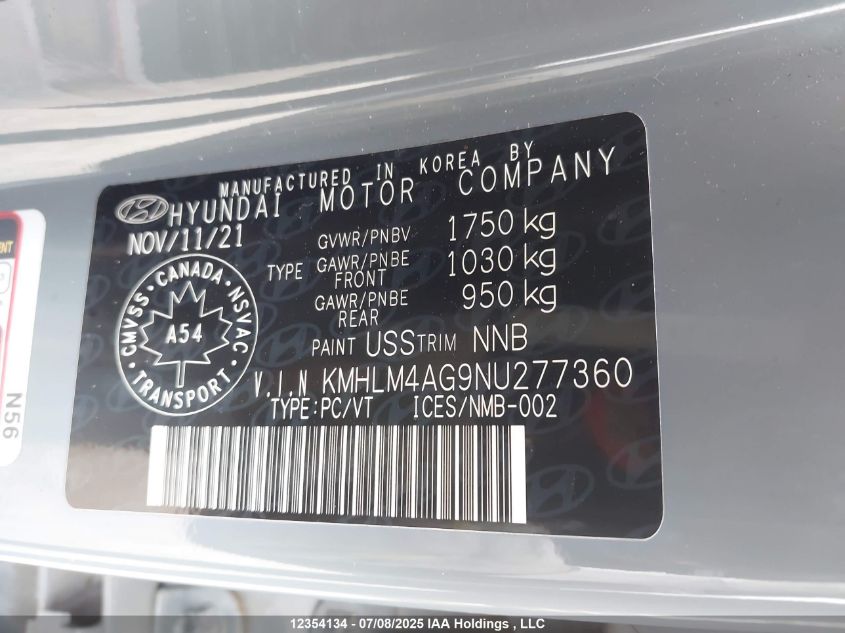 MANUFACTURED IN KOREA BY
HYUNDAI MOTOR COMPANY
NOV/11/21
GVWR/PNBV 1750 kg
TYPE GAWR/PNBE FRONT 1030 kg
GAWR/PNBE REAR 950 kg
CANADA
CMVSS
NSVAC
A54
TRANSPORT
PAINT USS TRIM NNB
V.I.N KMHLM4AG9NU277360
TYPE:PC/VT ICES/NMB-002
N56
12354134 - 07/08/2025 IAA Holdings , LLC